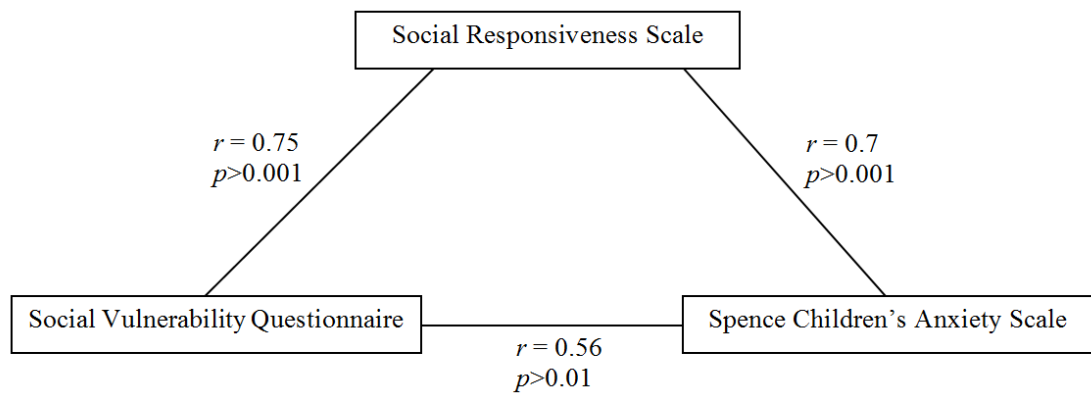 Social Responsiveness Scale
r = 0.75
p>0.001
r = 0.7
p>0.001
Social Vulnerability Questionnaire
Spence Children’s Anxiety Scale
r = 0.56
p>0.01